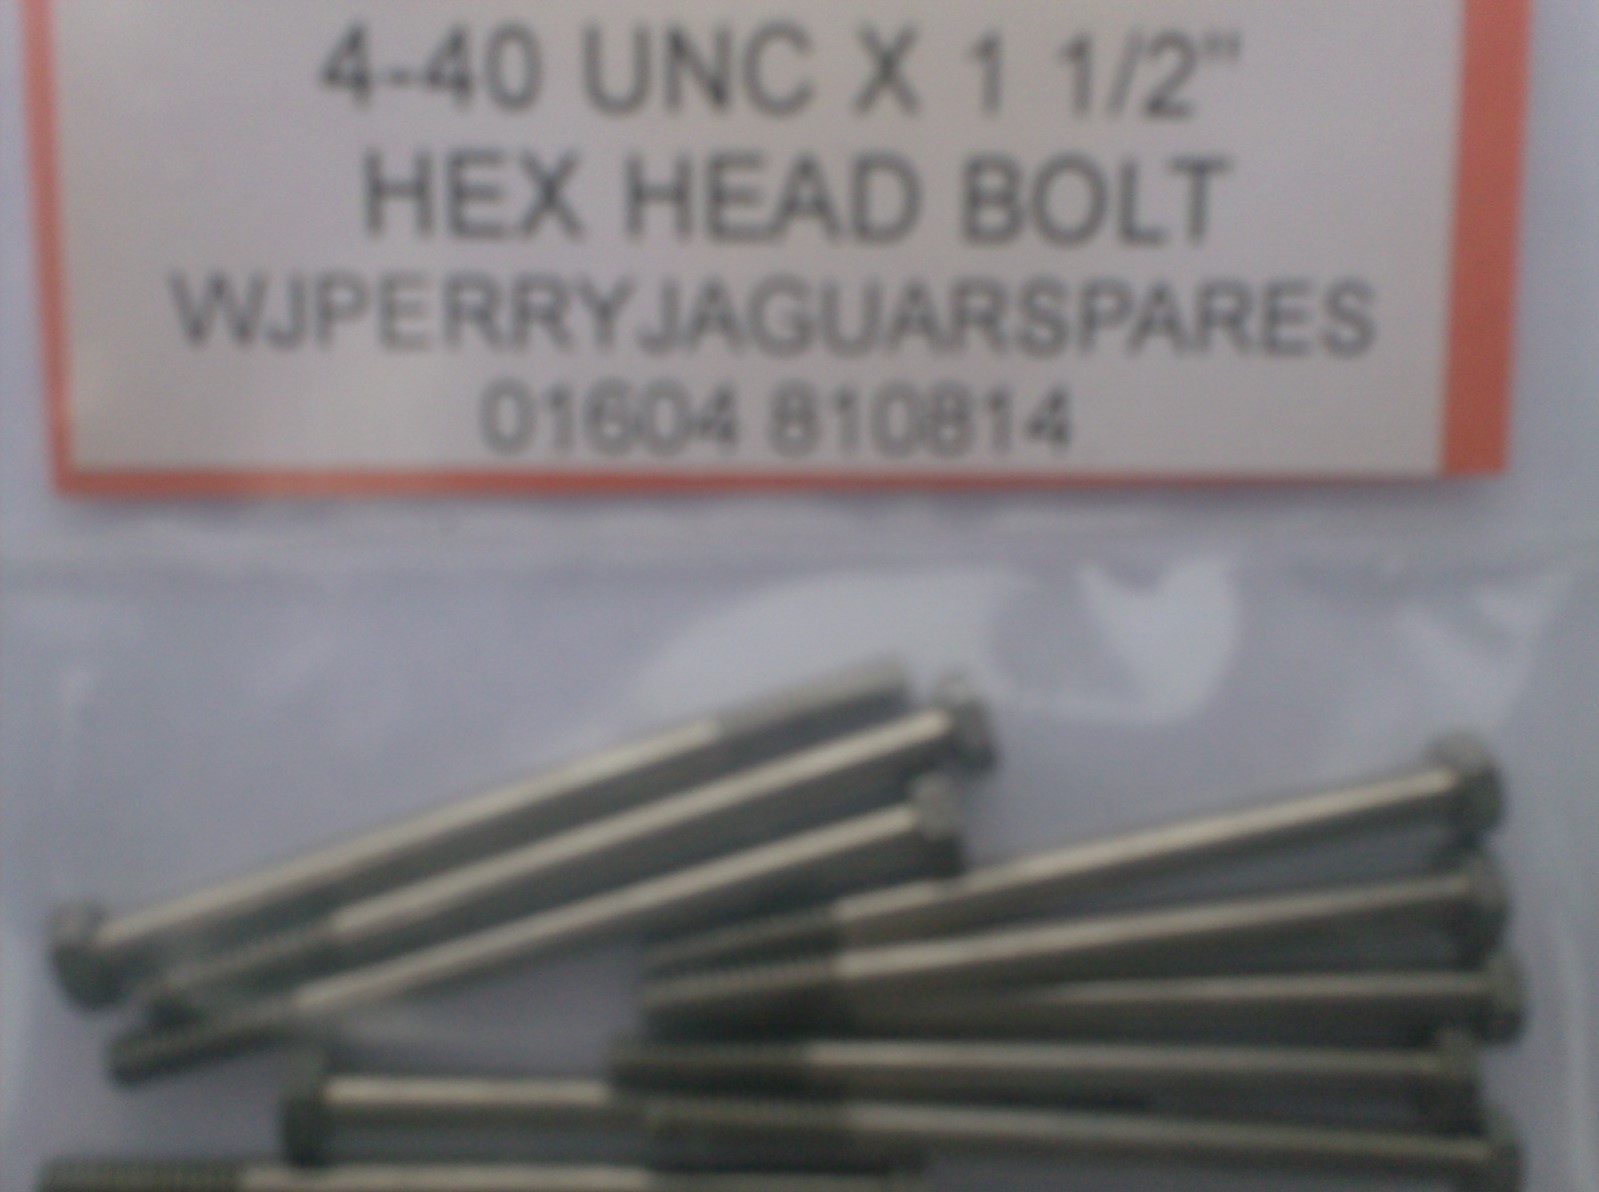 4-40 UNC X 1 1/2"
HEX HEAD BOLT
WJPERRYJAGUARSPARES
01604 810814